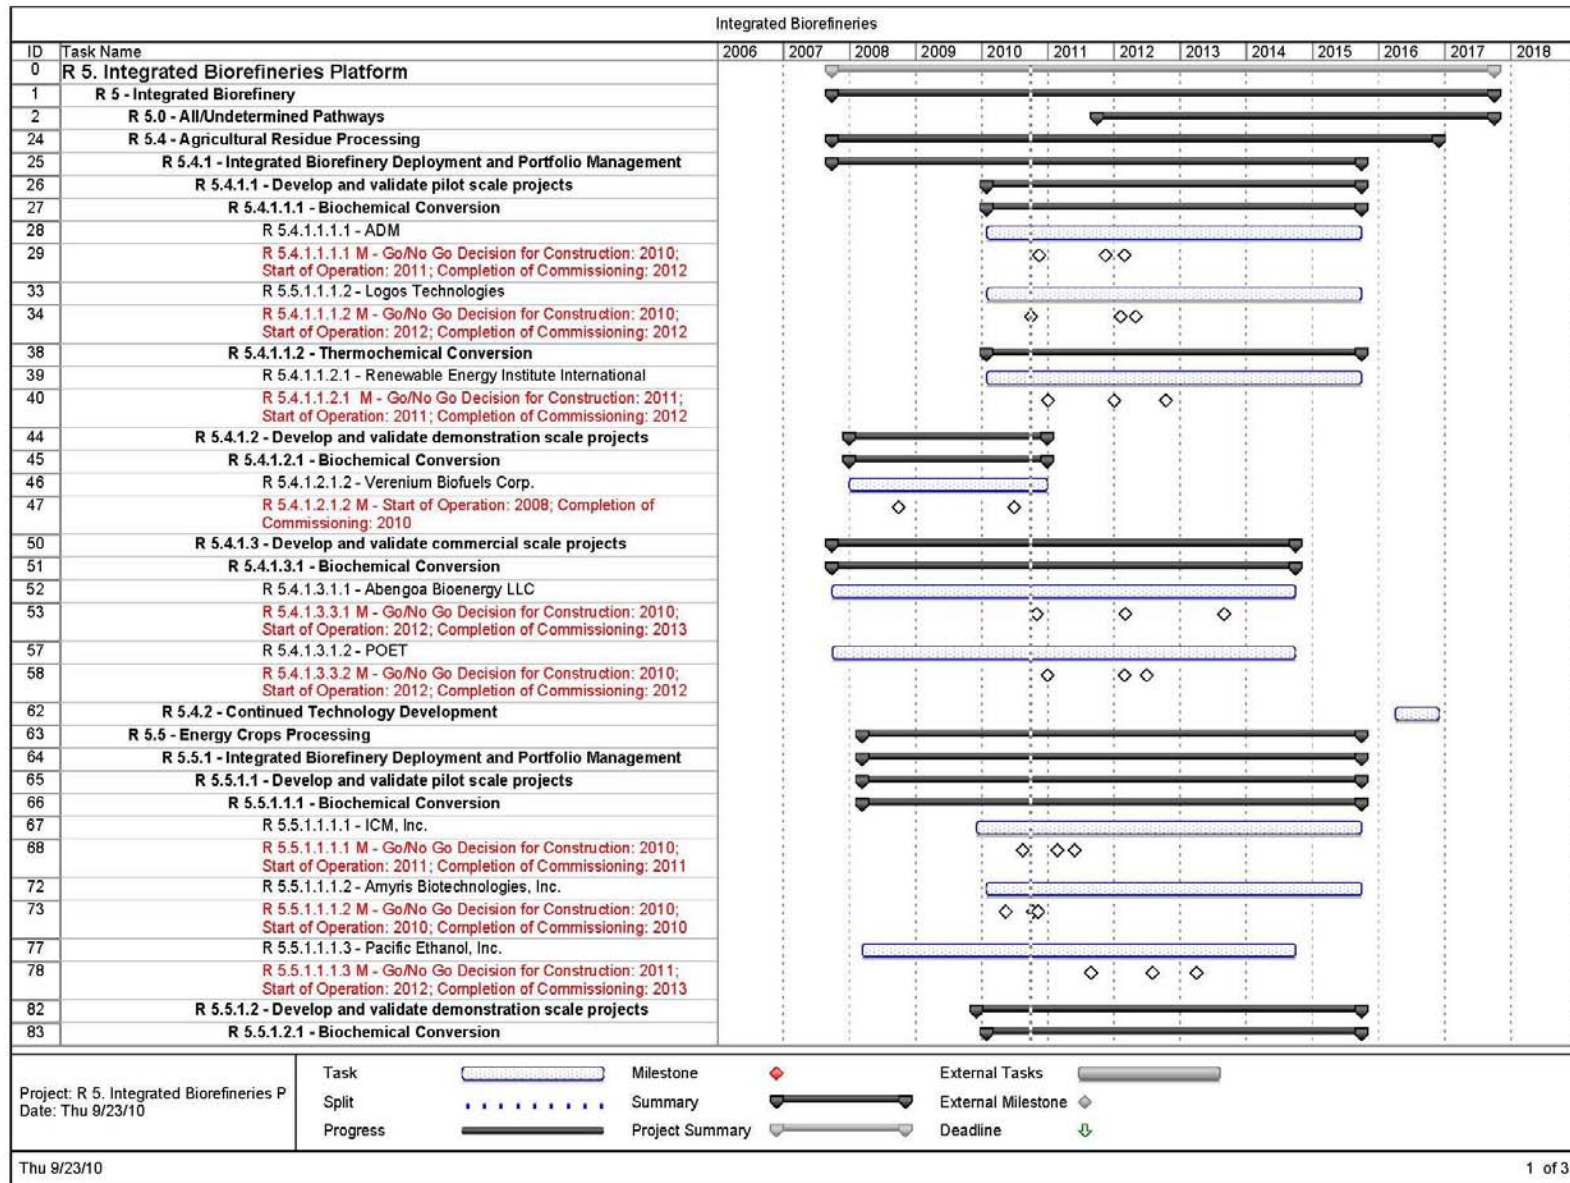 Integrated Biorefineries
ID Task Name 2006 2007 2008 2009 2010 2011 2012 2013 2014 2015 2016 2017 2018
0 R 5. Integrated Biorefineries Platform
1 R 5 - Integrated Biorefinery
2 R 5.0 - All/Undetermined Pathways
24 R 5.4 - Agricultural Residue Processing
25 R 5.4.1 - Integrated Biorefinery Deployment and Portfolio Management
26 R 5.4.1.1 - Develop and validate pilot scale projects
27 R 5.4.1.1.1 - Biochemical Conversion
28 R 5.4.1.1.1.1 - ADM
29 R 5.4.1.1.1.1 M - Go/No Go Decision for Construction: 2010;
Start of Operation: 2011; Completion of Commissioning: 2012
33 R 5.5.1.1.1.2 - Logos Technologies
34 R 5.4.1.1.1.2 M - Go/No Go Decision for Construction: 2010;
Start of Operation: 2012; Completion of Commissioning: 2012
38 R 5.4.1.1.2 - Thermochemical Conversion
39 R 5.4.1.1.2.1 - Renewable Energy Institute International
40 R 5.4.1.1.2.1 M - Go/No Go Decision for Construction: 2011;
Start of Operation: 2011; Completion of Commissioning: 2012
44 R 5.4.1.2 - Develop and validate demonstration scale projects
45 R 5.4.1.2.1 - Biochemical Conversion
46 R 5.4.1.2.1.2 - Verenium Biofuels Corp.
47 R 5.4.1.2.1.2 M - Start of Operation: 2008; Completion of
Commissioning: 2010
50 R 5.4.1.3 - Develop and validate commercial scale projects
51 R 5.4.1.3.1 - Biochemical Conversion
52 R 5.4.1.3.1.1 - Abengoa Bioenergy LLC
53 R 5.4.1.3.3.1 M - Go/No Go Decision for Construction: 2010;
Start of Operation: 2012; Completion of Commissioning: 2013
57 R 5.4.1.3.1.2 - POET
58 R 5.4.1.3.3.2 M - Go/No Go Decision for Construction: 2010;
Start of Operation: 2012; Completion of Commissioning: 2012
62 R 5.4.2 - Continued Technology Development
63 R 5.5 - Energy Crops Processing
64 R 5.5.1 - Integrated Biorefinery Deployment and Portfolio Management
65 R 5.5.1.1 - Develop and validate pilot scale projects
66 R 5.5.1.1.1 - Biochemical Conversion
67 R 5.5.1.1.1.1 - ICM, Inc.
68 R 5.5.1.1.1.1 M - Go/No Go Decision for Construction: 2010;
Start of Operation: 2011; Completion of Commissioning: 2011
72 R 5.5.1.1.1.2 - Amyris Biotechnologies, Inc.
73 R 5.5.1.1.1.2 M - Go/No Go Decision for Construction: 2010;
Start of Operation: 2010; Completion of Commissioning: 2010
77 R 5.5.1.1.1.3 - Pacific Ethanol, Inc.
78 R 5.5.1.1.1.3 M - Go/No Go Decision for Construction: 2011;
Start of Operation: 2012; Completion of Commissioning: 2013
82 R 5.5.1.2 - Develop and validate demonstration scale projects
83 R 5.5.1.2.1 - Biochemical Conversion
Project: R 5. Integrated Biorefineries P
Date: Thu 9/23/10
Task Milestone External Tasks
Split Summary External Milestone
Progress Project Summary Deadline
Thu 9/23/10 1 of 3